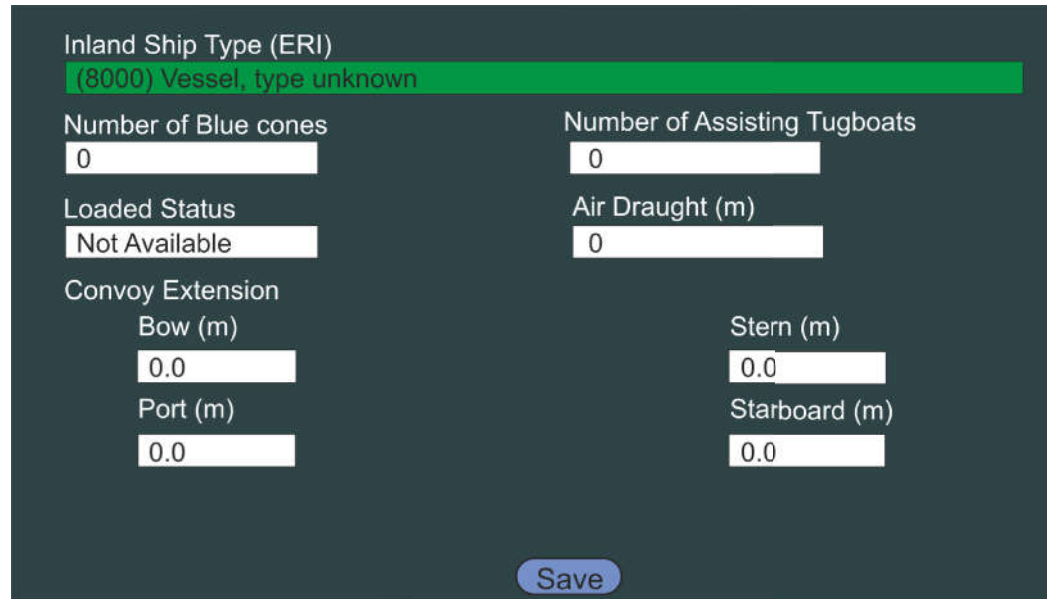 Inland Ship Type (ERI)
(8000) Vessel, type unknown
Number of Blue cones
Number of Assisting Tugboats
0
0
Loaded Status
Air Draught (m)
Not Available
0
Convoy Extension
Bow (m)
Stern (m)
0.0
0.0
Port (m)
Starboard (m)
0.0
0.0
Save